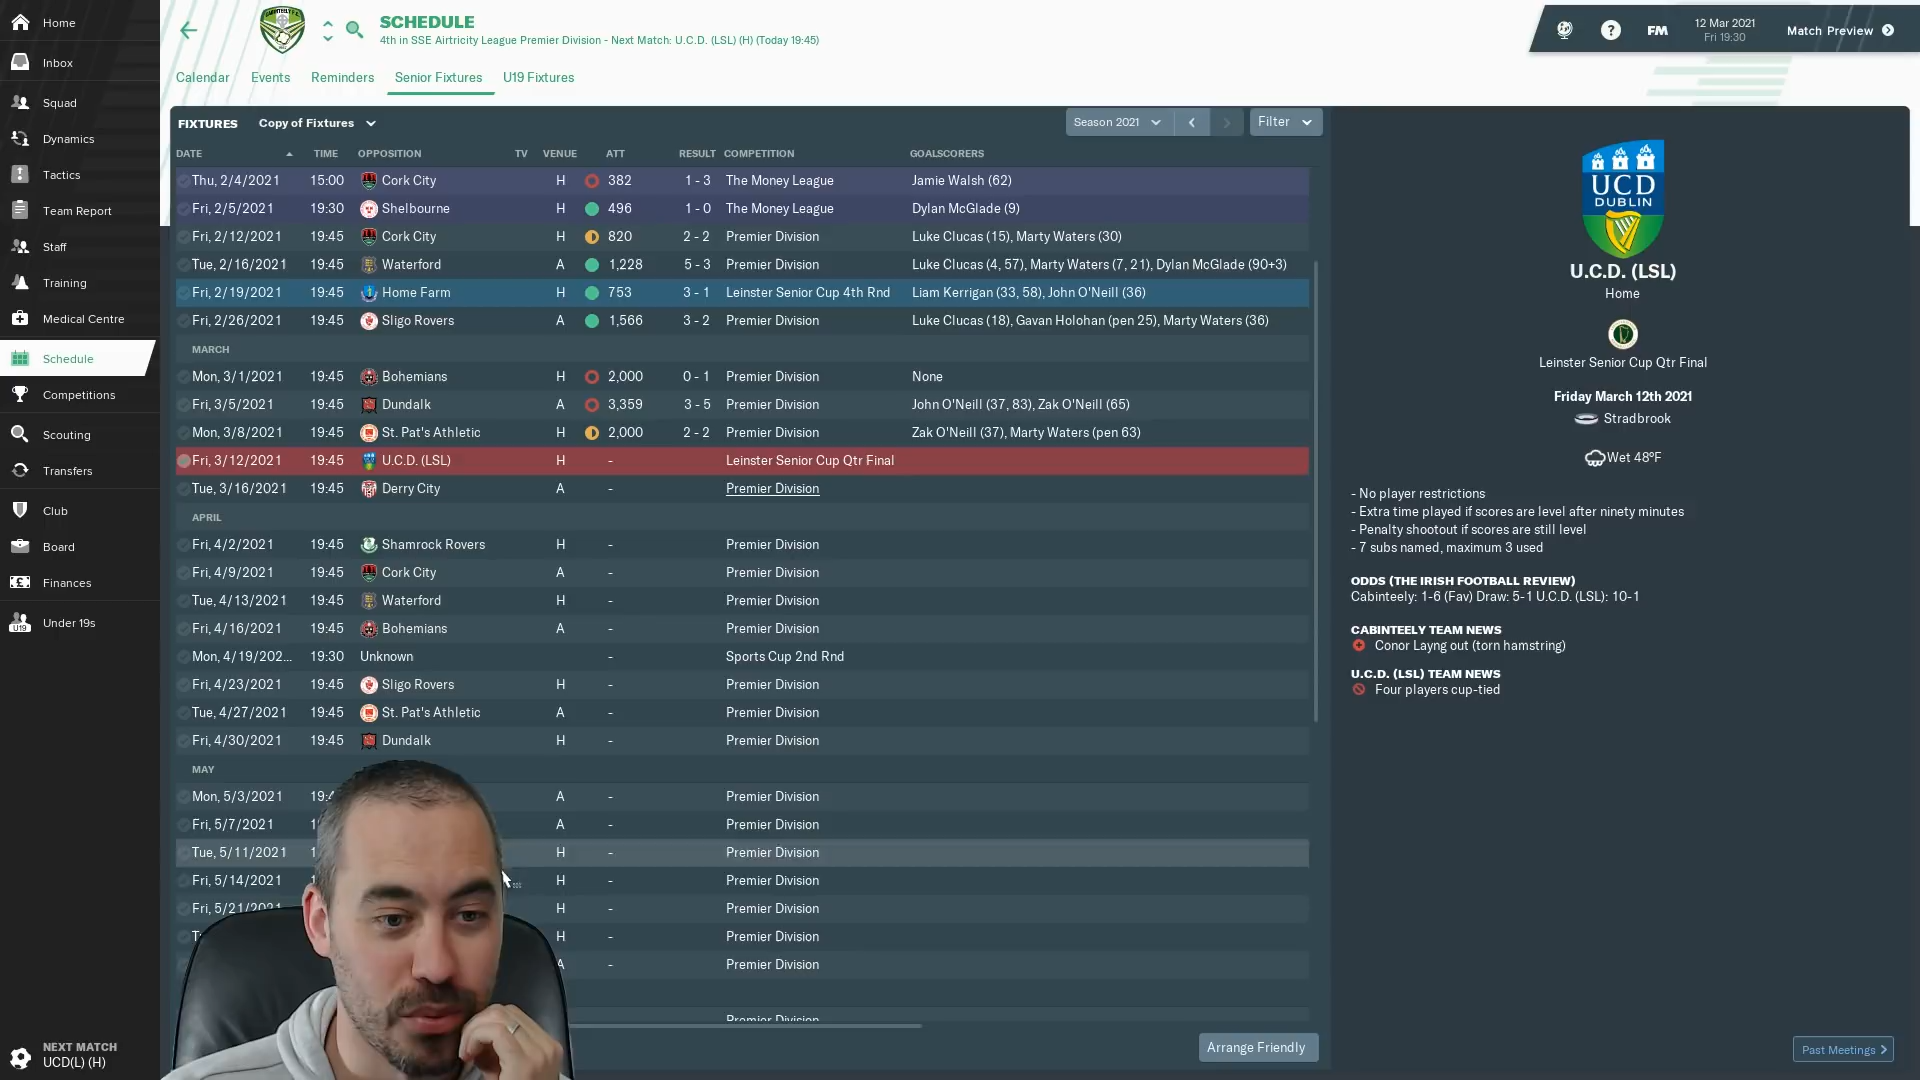 Home
Inbox
Squad
Dynamics
Tactics
Team Report
Staff
Training
Medical Centre
Schedule
Competitions
Scouting
Transfers
Club
Board
Finances
U19
Under 19s
NEXT MATCH
UCD(L) (H)
SCHEDULE
4th in SSE Airtricity League Premier Division - Next Match: U.C.D. (LSL) (H) (Today 19:45)
FM
12 Mar 2021
Fri 19:30
Match Preview
Calendar Events Reminders Senior Fixtures U19 Fixtures
FIXTURES Copy of Fixtures Season 2021 Filter
DATE TIME OPPOSITION TV VENUE ATT RESULT COMPETITION GOALSCORERS
Thu, 2/4/2021 15:00 Cork City H 382 1 - 3 The Money League Jamie Walsh (62)
Fri, 2/5/2021 19:30 Shelbourne H 496 1 - 0 The Money League Dylan McGlade (9)
Fri, 2/12/2021 19:45 Cork City H 820 2 - 2 Premier Division Luke Clucas (15), Marty Waters (30)
Tue, 2/16/2021 19:45 Waterford A 1,228 5 - 3 Premier Division Luke Clucas (4, 57), Marty Waters (7, 21), Dylan McGlade (90+3)
Fri, 2/19/2021 19:45 Home Farm H 753 3 - 1 Leinster Senior Cup 4th Rnd Liam Kerrigan (33, 58), John O'Neill (36)
Fri, 2/26/2021 19:45 Sligo Rovers A 1,566 3 - 2 Premier Division Luke Clucas (18), Gavan Holohan (pen 25), Marty Waters (36)
MARCH
Mon, 3/1/2021 19:45 Bohemians H 2,000 0 - 1 Premier Division None
Fri, 3/5/2021 19:45 Dundalk A 3,359 3 - 5 Premier Division John O'Neill (37, 83), Zak O'Neill (65)
Mon, 3/8/2021 19:45 St. Pat's Athletic H 2,000 2 - 2 Premier Division Zak O'Neill (37), Marty Waters (pen 63)
Fri, 3/12/2021 19:45 U.C.D. (LSL) H - Leinster Senior Cup Qtr Final
Tue, 3/16/2021 19:45 Derry City A - Premier Division
APRIL
Fri, 4/2/2021 19:45 Shamrock Rovers H - Premier Division
Fri, 4/9/2021 19:45 Cork City A - Premier Division
Tue, 4/13/2021 19:45 Waterford H - Premier Division
Fri, 4/16/2021 19:45 Bohemians A - Premier Division
Mon, 4/19/202... 19:30 Unknown - Sports Cup 2nd Rnd
Fri, 4/23/2021 19:45 Sligo Rovers H - Premier Division
Tue, 4/27/2021 19:45 St. Pat's Athletic A - Premier Division
Fri, 4/30/2021 19:45 Dundalk H - Premier Division
MAY
Mon, 5/3/2021 19:4 A - Premier Division
Fri, 5/7/2021 1 A - Premier Division
Tue, 5/11/2021 1 H - Premier Division
Fri, 5/14/2021 H - Premier Division
Fri, 5/21/2021 H - Premier Division
T H - Premier Division
A - Premier Division
Premier Division
Arrange Friendly
UCD
DUBLIN
U.C.D. (LSL)
Home
Leinster Senior Cup Qtr Final
Friday March 12th 2021
Stradbrook
Wet 48ºF
- No player restrictions
- Extra time played if scores are level after ninety minutes
- Penalty shootout if scores are still level
- 7 subs named, maximum 3 used
ODDS (THE IRISH FOOTBALL REVIEW)
Cabinteely: 1-6 (Fav) Draw: 5-1 U.C.D. (LSL): 10-1
CABINTEELY TEAM NEWS
Conor Layng out (torn hamstring)
U.C.D. (LSL) TEAM NEWS
Four players cup-tied
Past Meetings